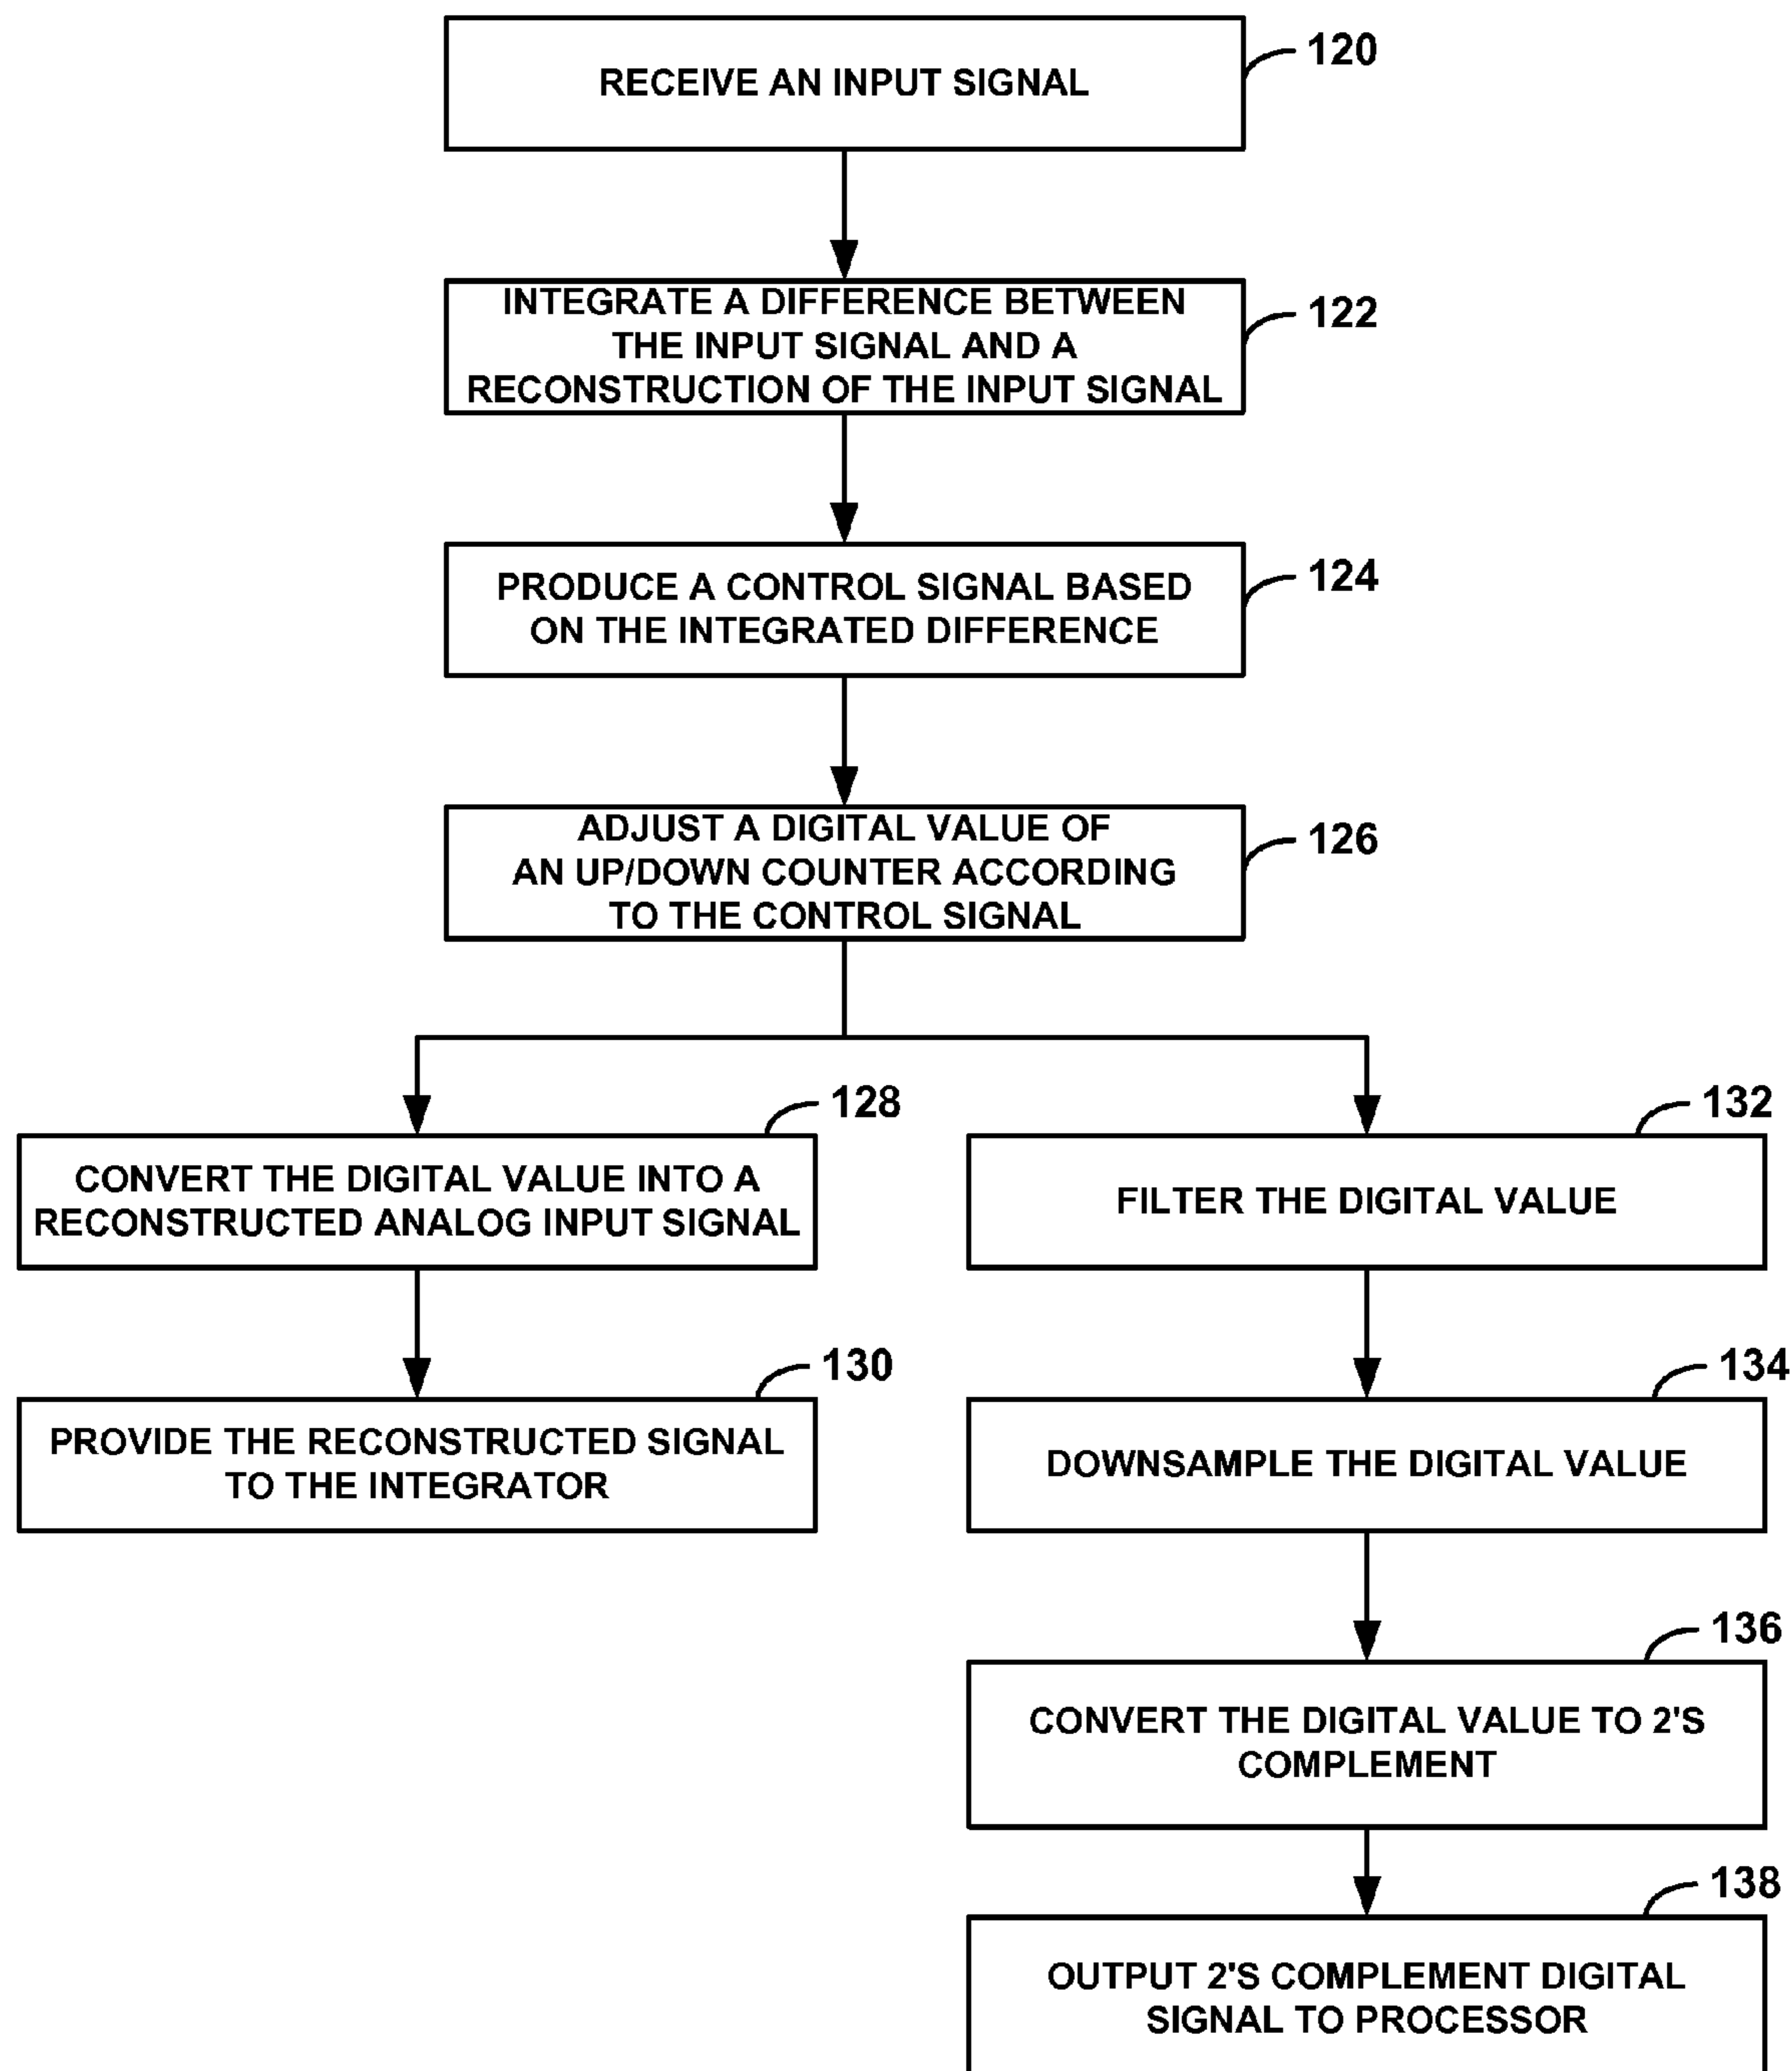 RECEIVE AN INPUT SIGNAL
120
INTEGRATE A DIFFERENCE BETWEEN
THE INPUT SIGNAL AND A
RECONSTRUCTION OF THE INPUT SIGNAL
122
PRODUCE A CONTROL SIGNAL BASED
ON THE INTEGRATED DIFFERENCE
124
ADJUST A DIGITAL VALUE OF
AN UP/DOWN COUNTER ACCORDING
TO THE CONTROL SIGNAL
126
128
CONVERT THE DIGITAL VALUE INTO A
RECONSTRUCTED ANALOG INPUT SIGNAL
130
PROVIDE THE RECONSTRUCTED SIGNAL
TO THE INTEGRATOR
132
FILTER THE DIGITAL VALUE
134
DOWNSAMPLE THE DIGITAL VALUE
136
CONVERT THE DIGITAL VALUE TO 2'S
COMPLEMENT
138
OUTPUT 2'S COMPLEMENT DIGITAL
SIGNAL TO PROCESSOR